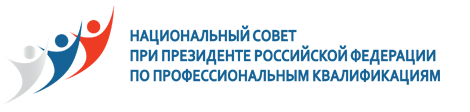 НАЦИОНАЛЬНЫЙ СОВЕТ
ПРИ ПРЕЗИДЕНТЕ РОССИЙСКОЙ ФЕДЕРАЦИИ
ПО ПРОФЕССИОНАЛЬНЫМ КВАЛИФИКАЦИЯМ